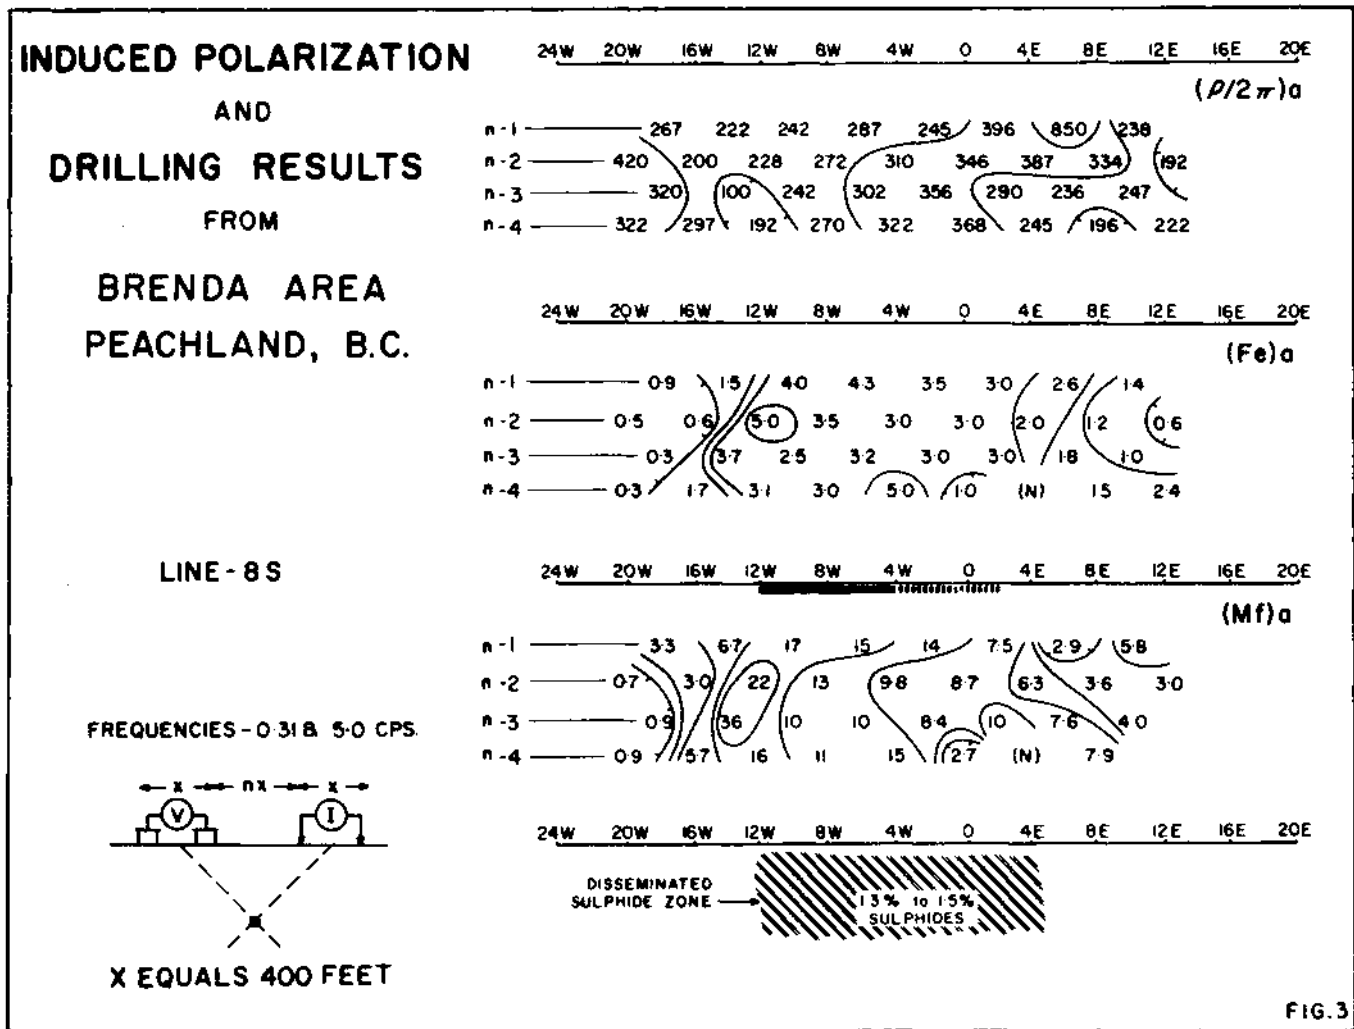 INDUCED POLARIZATION
AND
DRILLING RESULTS
FROM
BRENDA AREA
PEACHLAND, B.C.
LINE-8S
FREQUENCIES-0.31 & 5.0 CPS.
x nx x
V I
X EQUALS 400 FEET
24W 20W 16W 12W 8W 4W 0 4E 8E 12E 16E 20E
(ρ/2π)a
n-1 267 222 242 287 245 396 850 238
n-2 420 200 228 272 310 346 387 334 192
n-3 320 100 242 302 356 290 236 247
n-4 322 297 192 270 322 368 245 196 222
24W 20W 16W 12W 8W 4W 0 4E 8E 12E 16E 20E
(Fe)a
n-1 0.9 1.5 4.0 4.3 3.5 3.0 2.6 1.4
n-2 0.5 0.6 5.0 3.5 3.0 3.0 2.0 1.2 0.6
n-3 0.3 3.7 2.5 3.2 3.0 3.0 1.8 1.0
n-4 0.3 1.7 3.1 3.0 5.0 1.0 (N) 1.5 2.4
24W 20W 16W 12W 8W 4W 0 4E 8E 12E 16E 20E
(Mf)a
n-1 3.3 6.7 17 15 14 7.5 2.9 5.8
n-2 0.7 3.0 22 13 9.8 8.7 6.3 3.6 3.0
n-3 0.9 36 10 10 8.4 10 7.6 4.0
n-4 0.9 5.7 16 11 15 2.7 (N) 7.9
24W 20W 16W 12W 8W 4W 0 4E 8E 12E 16E 20E
DISSEMINATED
SULPHIDE ZONE
1.3% to 1.5%
SULPHIDES
FIG.3